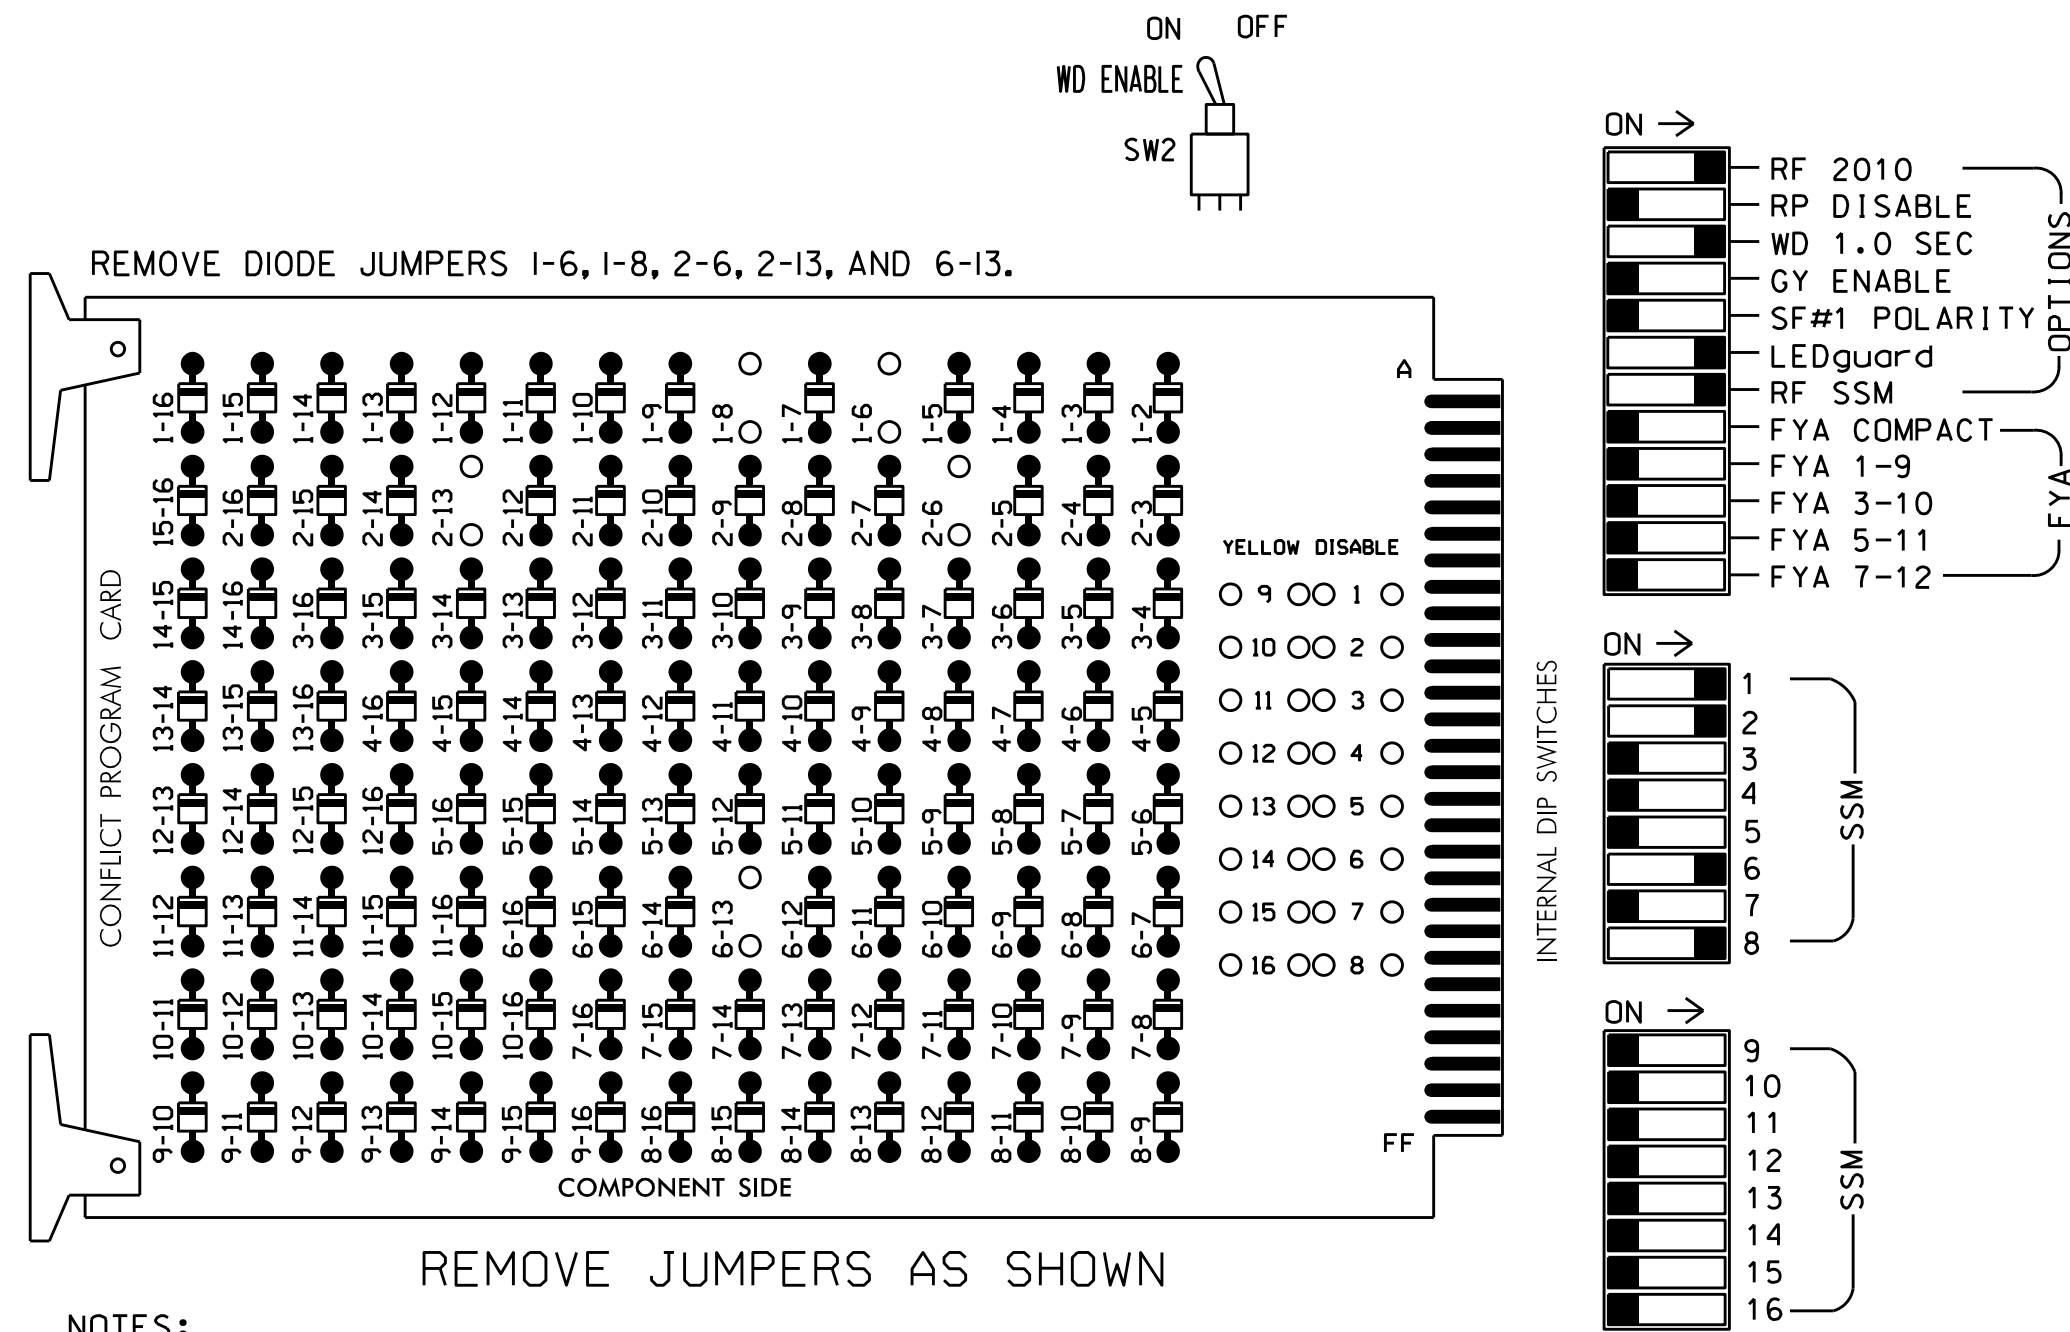 ON OFF
WD ENABLE
SW2
REMOVE DIODE JUMPERS 1-6, 1-8, 2-6, 2-13, AND 6-13.
CONFLICT PROGRAM CARD
1-16 1-15 1-14 1-13 1-12 1-11 1-10 1-9 1-8 1-7 1-6 1-5 1-4 1-3 1-2
15-16 2-16 2-15 2-14 2-13 2-12 2-11 2-10 2-9 2-8 2-7 2-6 2-5 2-4 2-3
14-15 14-16 3-16 3-15 3-14 3-13 3-12 3-11 3-10 3-9 3-8 3-7 3-6 3-5 3-4
13-14 13-15 13-16 4-16 4-15 4-14 4-13 4-12 4-11 4-10 4-9 4-8 4-7 4-6 4-5
12-13 12-14 12-15 12-16 5-16 5-15 5-14 5-13 5-12 5-11 5-10 5-9 5-8 5-7 5-6
11-12 11-13 11-14 11-15 11-16 6-16 6-15 6-14 6-13 6-12 6-11 6-10 6-9 6-8 6-7
10-11 10-12 10-13 10-14 10-15 10-16 7-16 7-15 7-14 7-13 7-12 7-11 7-10 7-9 7-8
9-10 9-11 9-12 9-13 9-14 9-15 9-16 8-16 8-15 8-14 8-13 8-12 8-11 8-10 8-9
COMPONENT SIDE
A
YELLOW DISABLE
9 1
10 2
11 3
12 4
13 5
14 6
15 7
16 8
FF
REMOVE JUMPERS AS SHOWN
NOTES:
INTERNAL DIP SWITCHES
ON
RF 2010
RP DISABLE
WD 1.0 SEC
GY ENABLE
SF#1 POLARITY
LEDguard
RF SSM
OPTIONS
FYA COMPACT
FYA 1-9
FYA 3-10
FYA 5-11
FYA 7-12
FYA
ON
1
2
3
4
5
6
7
8
SSM
ON
9
10
11
12
13
14
15
16
SSM